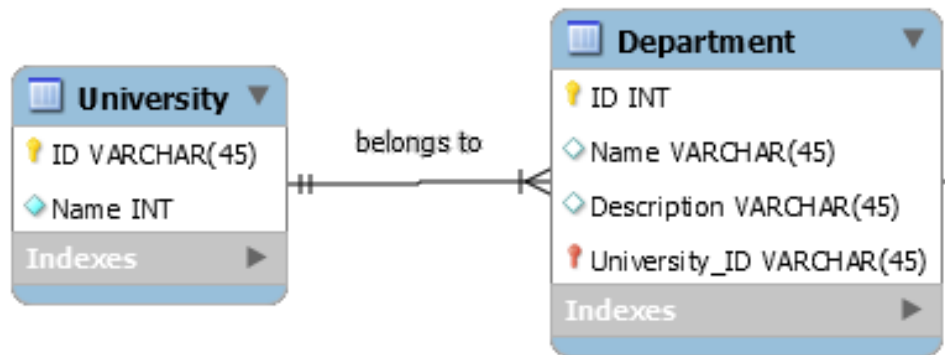 University
ID VARCHAR(45)
Name INT
Indexes
belongs to
Department
ID INT
Name VARCHAR(45)
Description VARCHAR(45)
University_ID VARCHAR(45)
Indexes